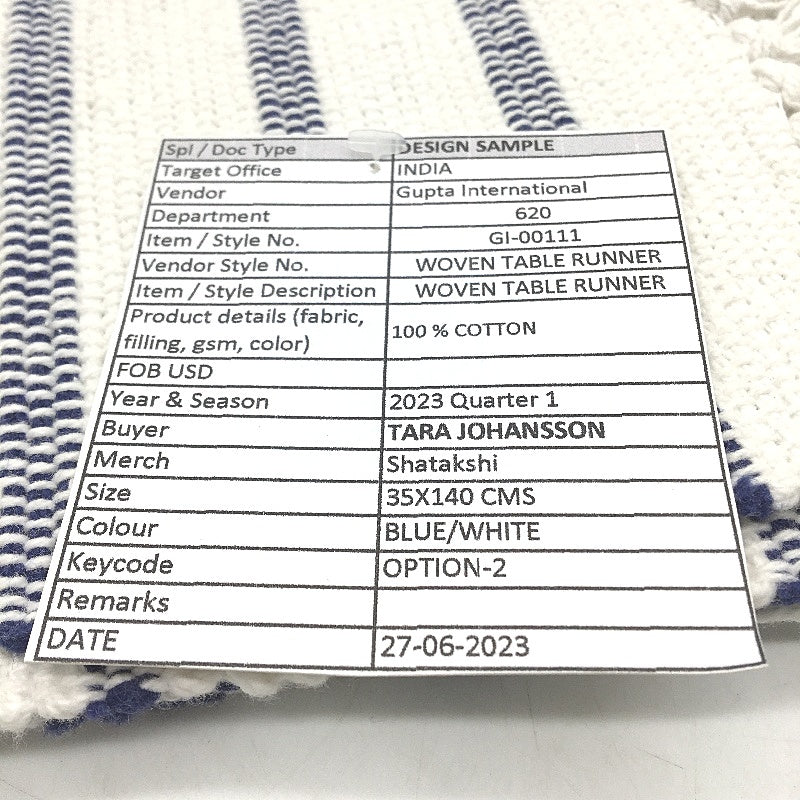 Spl / Doc Type DESIGN SAMPLE
Target Office INDIA
Vendor Gupta International
Department 620
Item / Style No. GI-00111
Vendor Style No. WOVEN TABLE RUNNER
Item / Style Description WOVEN TABLE RUNNER
Product details (fabric,
filling, gsm, color) 100 % COTTON
FOB USD
Year & Season 2023 Quarter 1
Buyer TARA JOHANSSON
Merch Shatakshi
Size 35X140 CMS
Colour BLUE/WHITE
Keycode OPTION-2
Remarks
DATE 27-06-2023